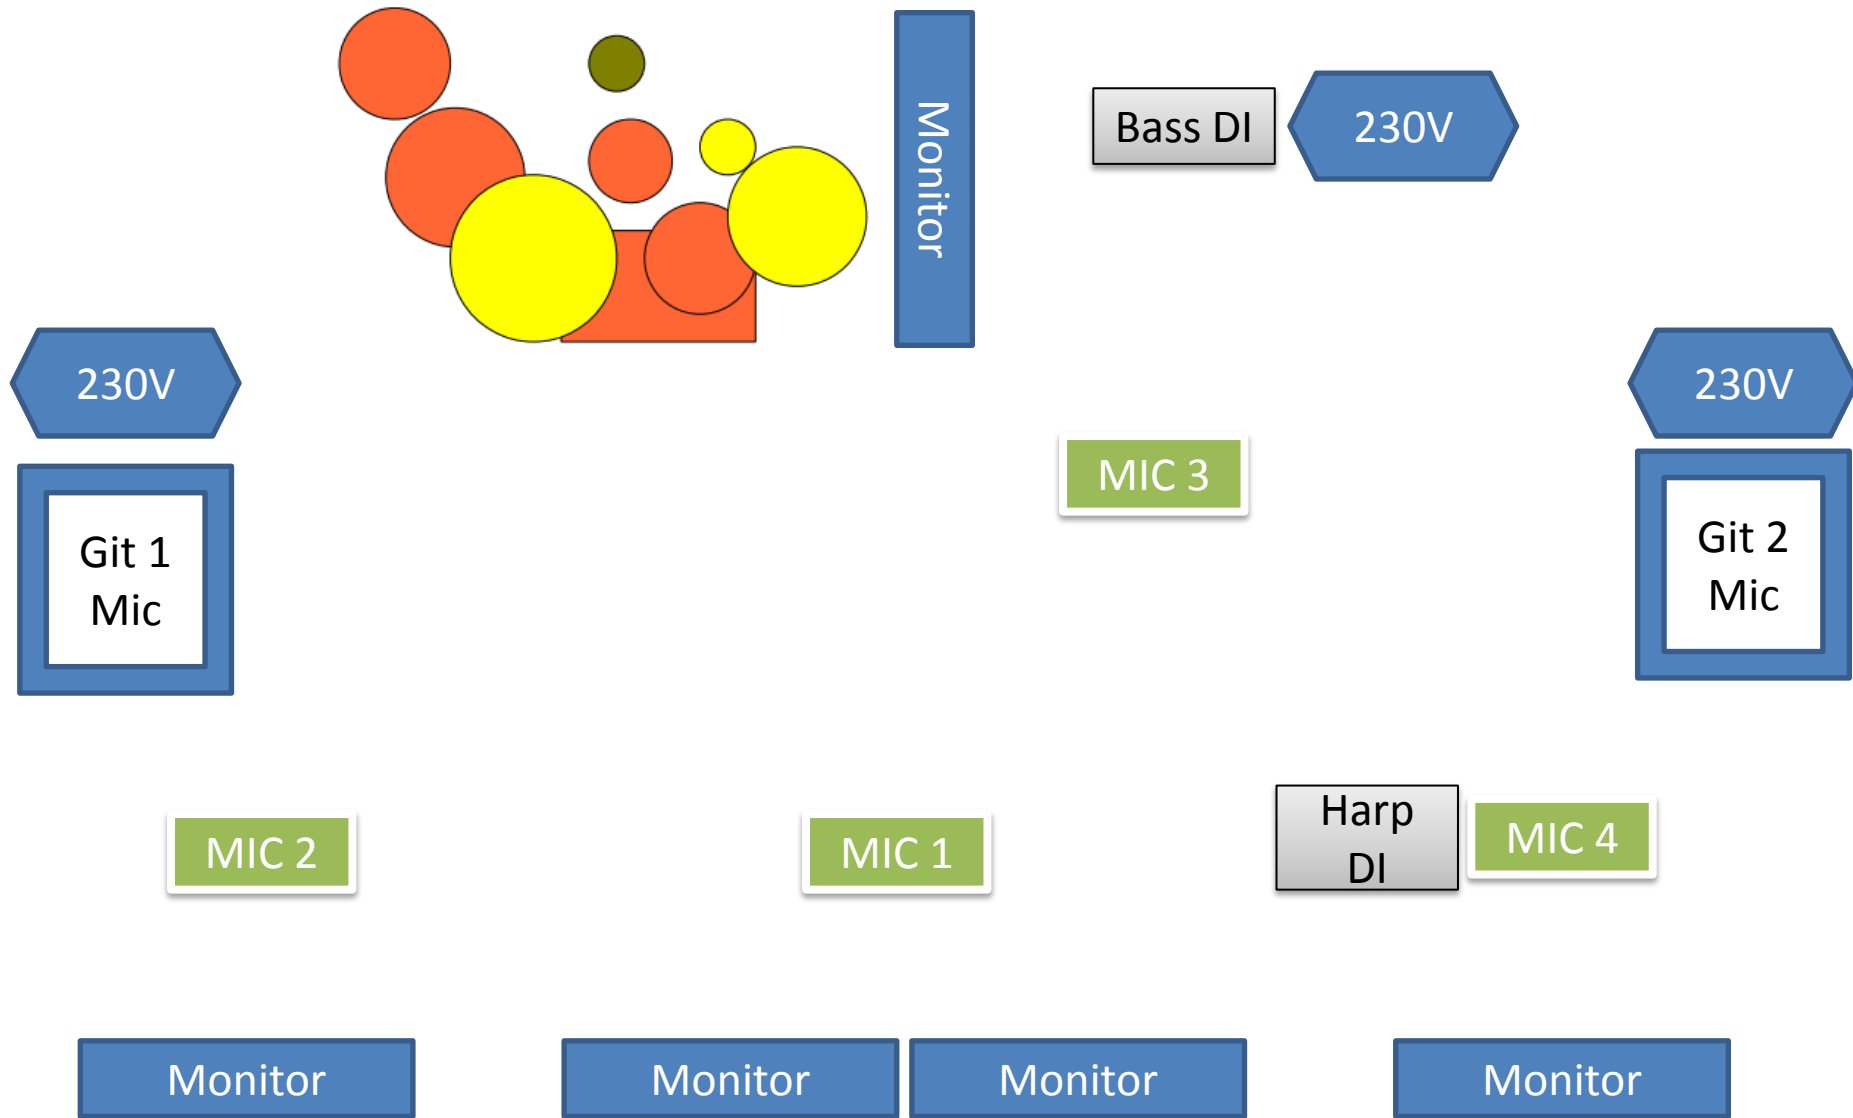 Monitor
Bass DI
230V
230V
230V
MIC 3
Git 1
Mic
Git 2
Mic
MIC 2
MIC 1
Harp
DI
MIC 4
Monitor
Monitor
Monitor
Monitor